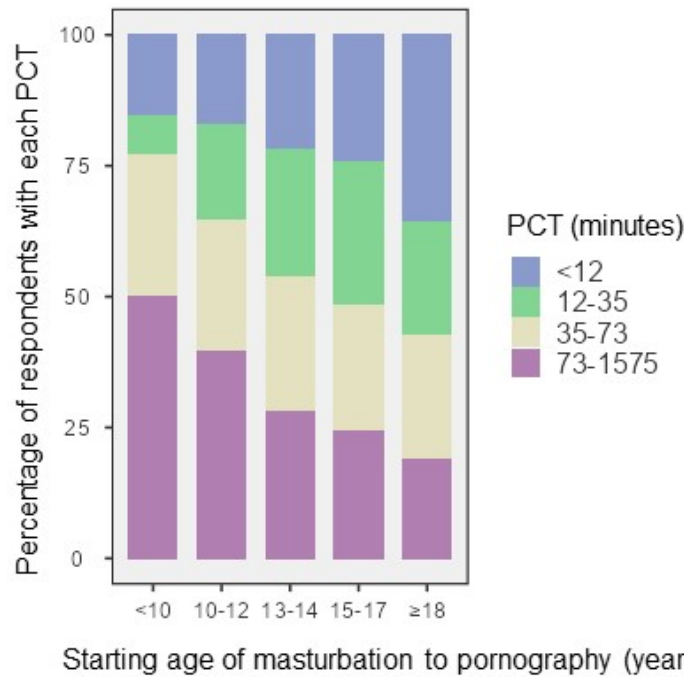 Percentage of respondents with each PCT
100
75
50
25
0
<10 10-12 13-14 15-17 ≥18
Starting age of masturbation to pornography (year
PCT (minutes)
<12
12-35
35-73
73-1575